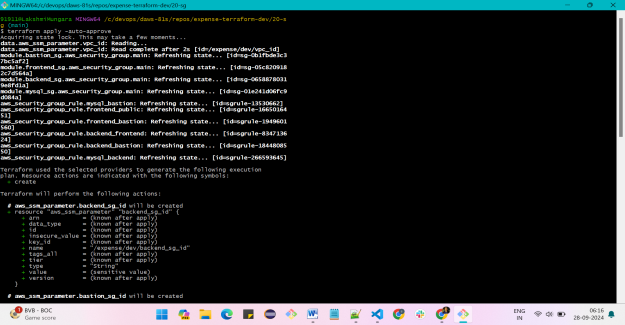 MINGW64:/c/devops/daws-81s/repos/expense-terraform-dev/20-sg
MINGW64 /c/devops/daws-81s/repos/expense-terraform-dev/20-s
g (main)
$ terraform apply -auto-approve
Acquiring state lock. This may take a few moments...
data.aws_ssm_parameter.vpc_id: Reading...
data.aws_ssm_parameter.vpc_id: Read complete after 2s [id=/expense/dev/vpc_id]
module.bastion_sg.aws_security_group.main: Refreshing state... [id=sg-0b1fbde3c3
7bc5af2]
module.frontend_sg.aws_security_group.main: Refreshing state... [id=sg-05c820918
2c7d564a]
module.backend_sg.aws_security_group.main: Refreshing state... [id=sg-0658878031
9e8fd1a]
module.mysql_sg.aws_security_group.main: Refreshing state... [id=sg-01e241d06fc9
d084a]
aws_security_group_rule.mysql_bastion: Refreshing state... [id=sgrule-13530662]
aws_security_group_rule.frontend_public: Refreshing state... [id=sgrule-16650164
51]
aws_security_group_rule.frontend_bastion: Refreshing state... [id=sgrule-1949601
560]
aws_security_group_rule.backend_frontend: Refreshing state... [id=sgrule-8347136
24]
aws_security_group_rule.backend_bastion: Refreshing state... [id=sgrule-18448085
50]
aws_security_group_rule.mysql_backend: Refreshing state... [id=sgrule-266593645]
Terraform used the selected providers to generate the following execution
plan. Resource actions are indicated with the following symbols:
+ create
Terraform will perform the following actions:
# aws_ssm_parameter.backend_sg_id will be created
+ resource "aws_ssm_parameter" "backend_sg_id" {
+ arn = (known after apply)
+ data_type = (known after apply)
+ id = (known after apply)
+ insecure_value = (known after apply)
+ key_id = (known after apply)
+ name = "/expense/dev/backend_sg_id"
+ tags_all = (known after apply)
+ tier = (known after apply)
+ type = "String"
+ value = (sensitive value)
+ version = (known after apply)
}
# aws_ssm_parameter.bastion_sg_id will be created
BVB - BOC
Game score
ENG
IN
06:16
28-09-2024